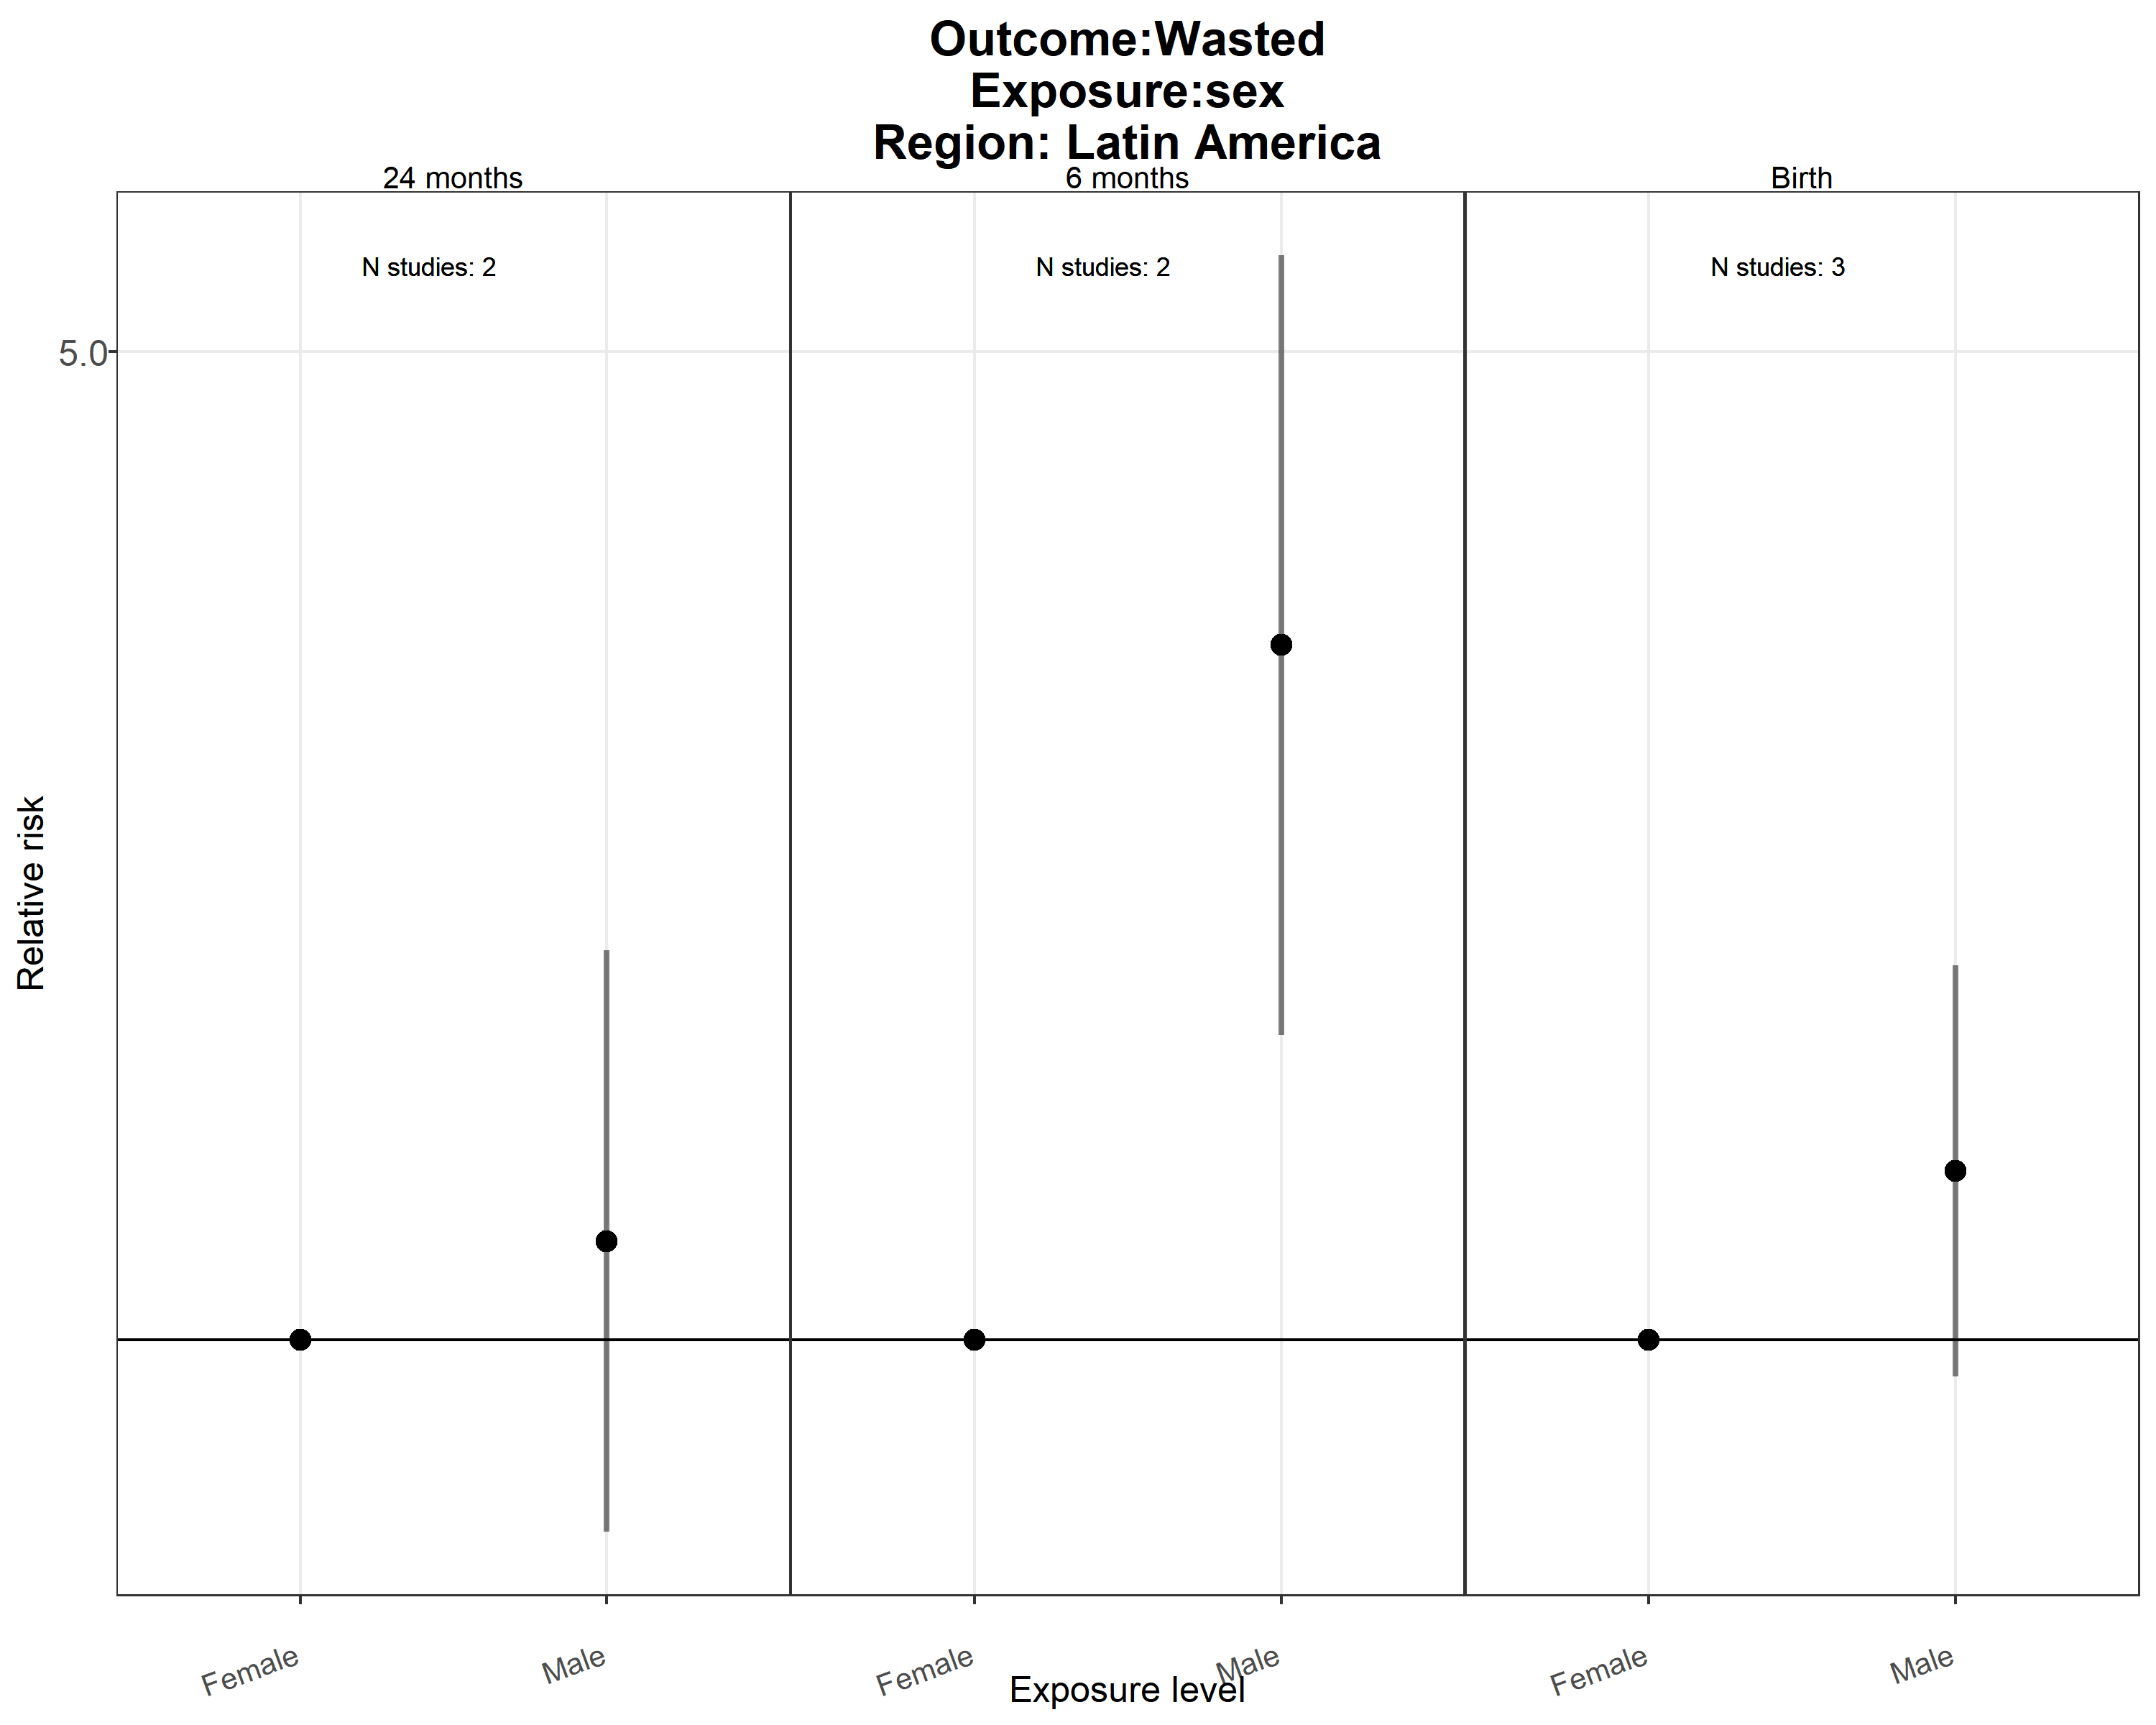 Outcome:Wasted
Exposure:sex
Region: Latin America
24 months
6 months
Birth
N studies: 2
N studies: 2
N studies: 3
5.0
Relative risk
Female
Male
Female
Male
Female
Male
Exposure level